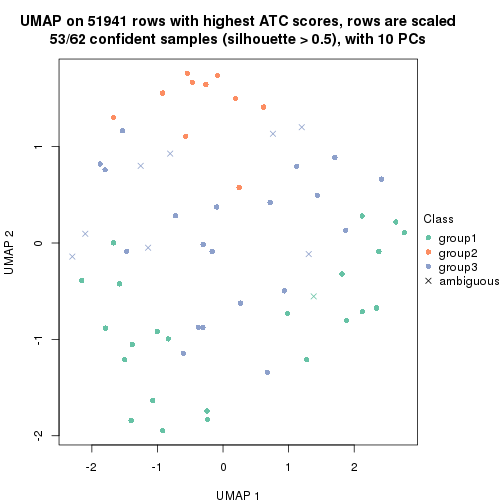 UMAP on 51941 rows with highest ATC scores, rows are scaled
53/62 confident samples (silhouette > 0.5), with 10 PCs
UMAP 2
1
0
-1
-2
-2
-1
0
1
2
UMAP 1
Class
group1
group2
group3
ambiguous